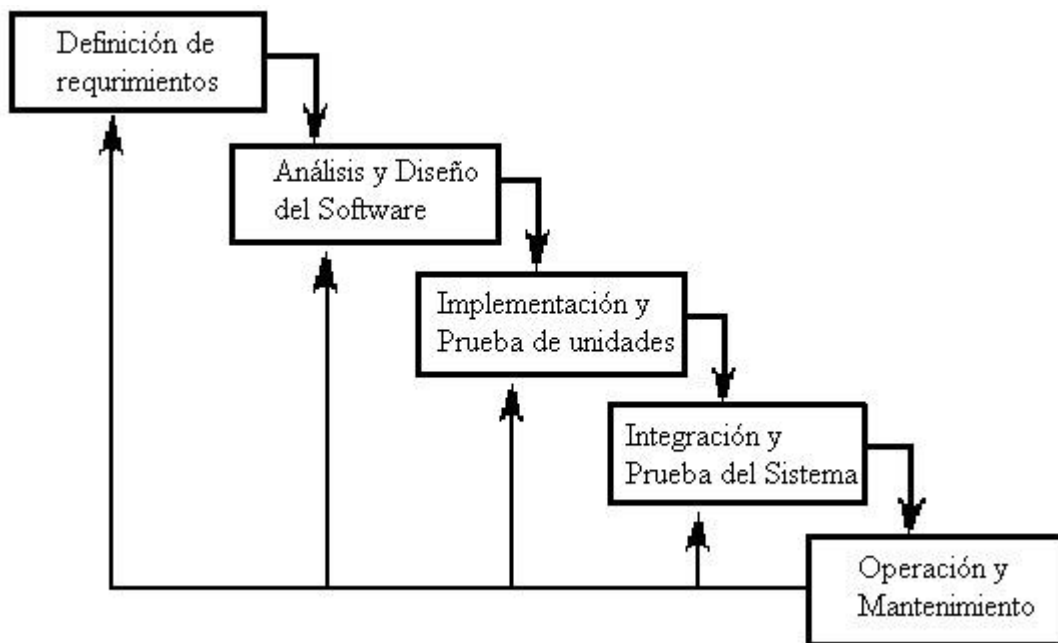 Definición de
requrimientos
Análisis y Diseño
del Software
Implementación y
Prueba de unidades
Integración y
Prueba del Sistema
Operación y
Mantenimiento